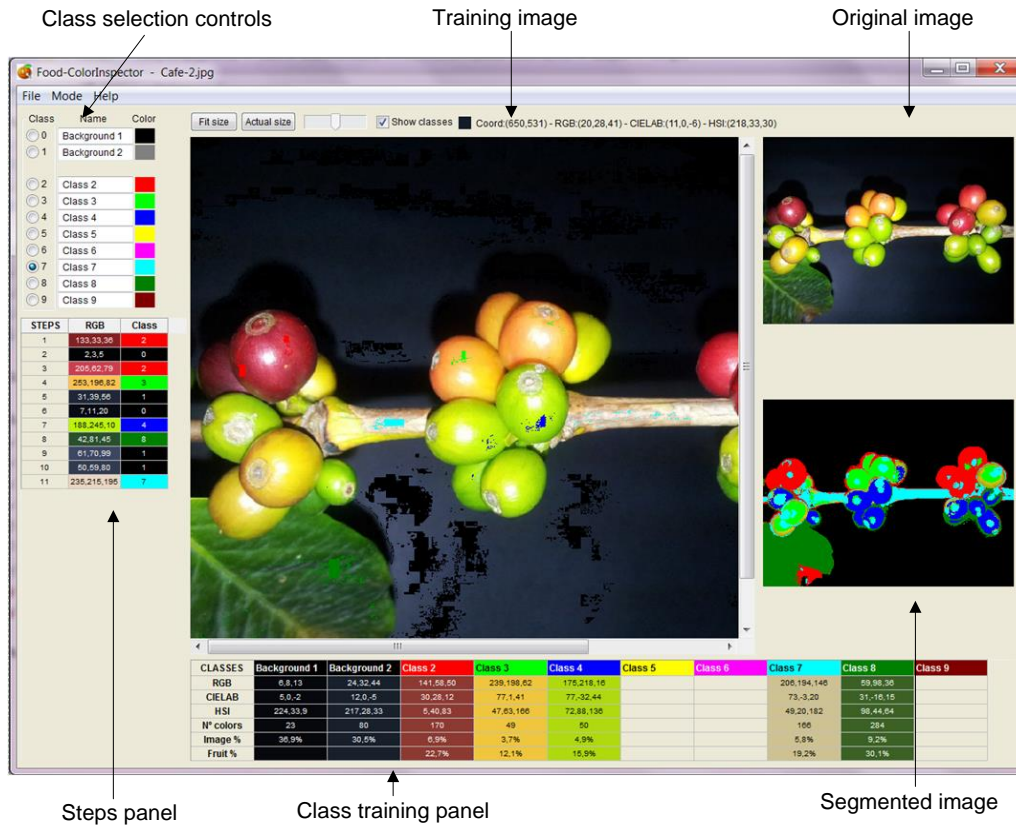 Class selection controls
Training image
Original image
Food-ColorInspector - Cafe-2.jpg
File Mode Help
Class Name Color
0 Background 1
1 Background 2
2 Class 2
3 Class 3
4 Class 4
5 Class 5
6 Class 6
7 Class 7
8 Class 8
9 Class 9
Fit size Actual size Show classes Coord:(650,531) - RGB:(20,28,41) - CIELAB:(11,0,-6) - HSI:(218,33,30)
STEPS RGB Class
1 133,33,36 2
2 2,3,5 0
3 205,62,79 2
4 253,196,82 3
5 31,39,56 1
6 7,11,20 0
7 188,245,10 4
8 42,81,45 8
9 61,70,99 1
10 50,59,80 1
11 235,215,195 7
CLASSES Background 1 Background 2 Class 2 Class 3 Class 4 Class 5 Class 6 Class 7 Class 8 Class 9
RGB 6,8,13 24,32,44 141,58,50 239,198,62 175,218,16 206,194,146 59,98,36
CIELAB 5,0,-2 12,0,-5 30,28,12 77,1,41 77,-32,44 73,-3,20 31,-16,15
HSI 224,33,9 217,28,33 5,40,83 47,63,166 72,88,136 49,20,182 98,44,64
Nº colors 23 80 170 49 50 166 284
Image % 36,9% 30,5% 6,9% 3,7% 4,9% 5,8% 9,2%
Fruit % 22,7% 12,1% 15,9% 19,2% 30,1%
Steps panel
Class training panel
Segmented image